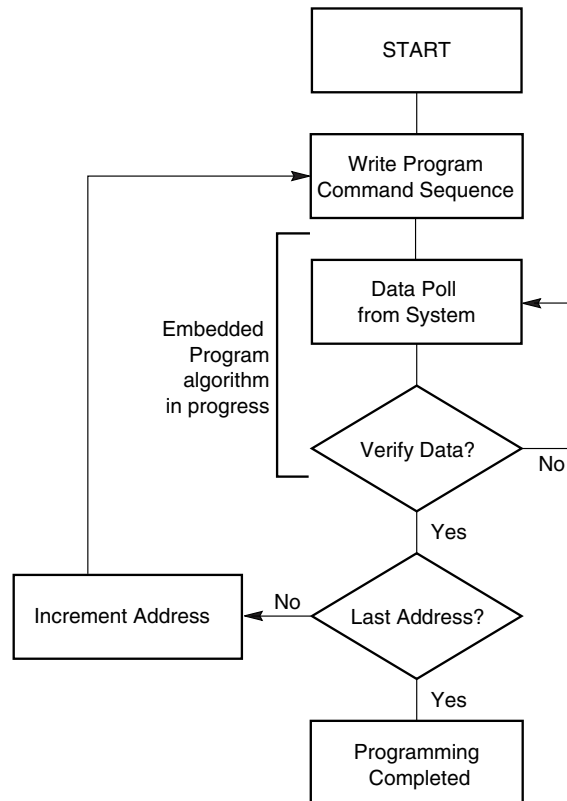 START
Write Program
Command Sequence
Data Poll
from System
Embedded
Program
algorithm
in progress
Verify Data?
No
Yes
Last Address?
No
Increment Address
Yes
Programming
Completed